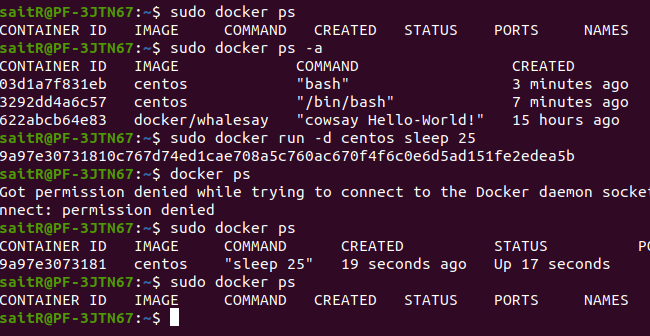 saitR@PF-3JTN67:~$ sudo docker ps
CONTAINER ID IMAGE COMMAND CREATED STATUS PORTS NAMES
saitR@PF-3JTN67:~$ sudo docker ps -a
CONTAINER ID IMAGE COMMAND CREATED
03d1a7f831eb centos "bash" 3 minutes ago
3292dd4a6c57 centos "/bin/bash" 7 minutes ago
622abcb64e83 docker/whalesay "cowsay Hello-World!" 15 hours ago
saitR@PF-3JTN67:~$ sudo docker run -d centos sleep 25
9a97e30731810c767d74ed1cae708a5c760ac670f4f6c0e6d5ad151fe2edea5b
saitR@PF-3JTN67:~$ docker ps
Got permission denied while trying to connect to the Docker daemon socke
nnect: permission denied
saitR@PF-3JTN67:~$ sudo docker ps
CONTAINER ID IMAGE COMMAND CREATED STATUS PO
9a97e3073181 centos "sleep 25" 19 seconds ago Up 17 seconds
saitR@PF-3JTN67:~$ sudo docker ps
CONTAINER ID IMAGE COMMAND CREATED STATUS PORTS NAMES
saitR@PF-3JTN67:~$